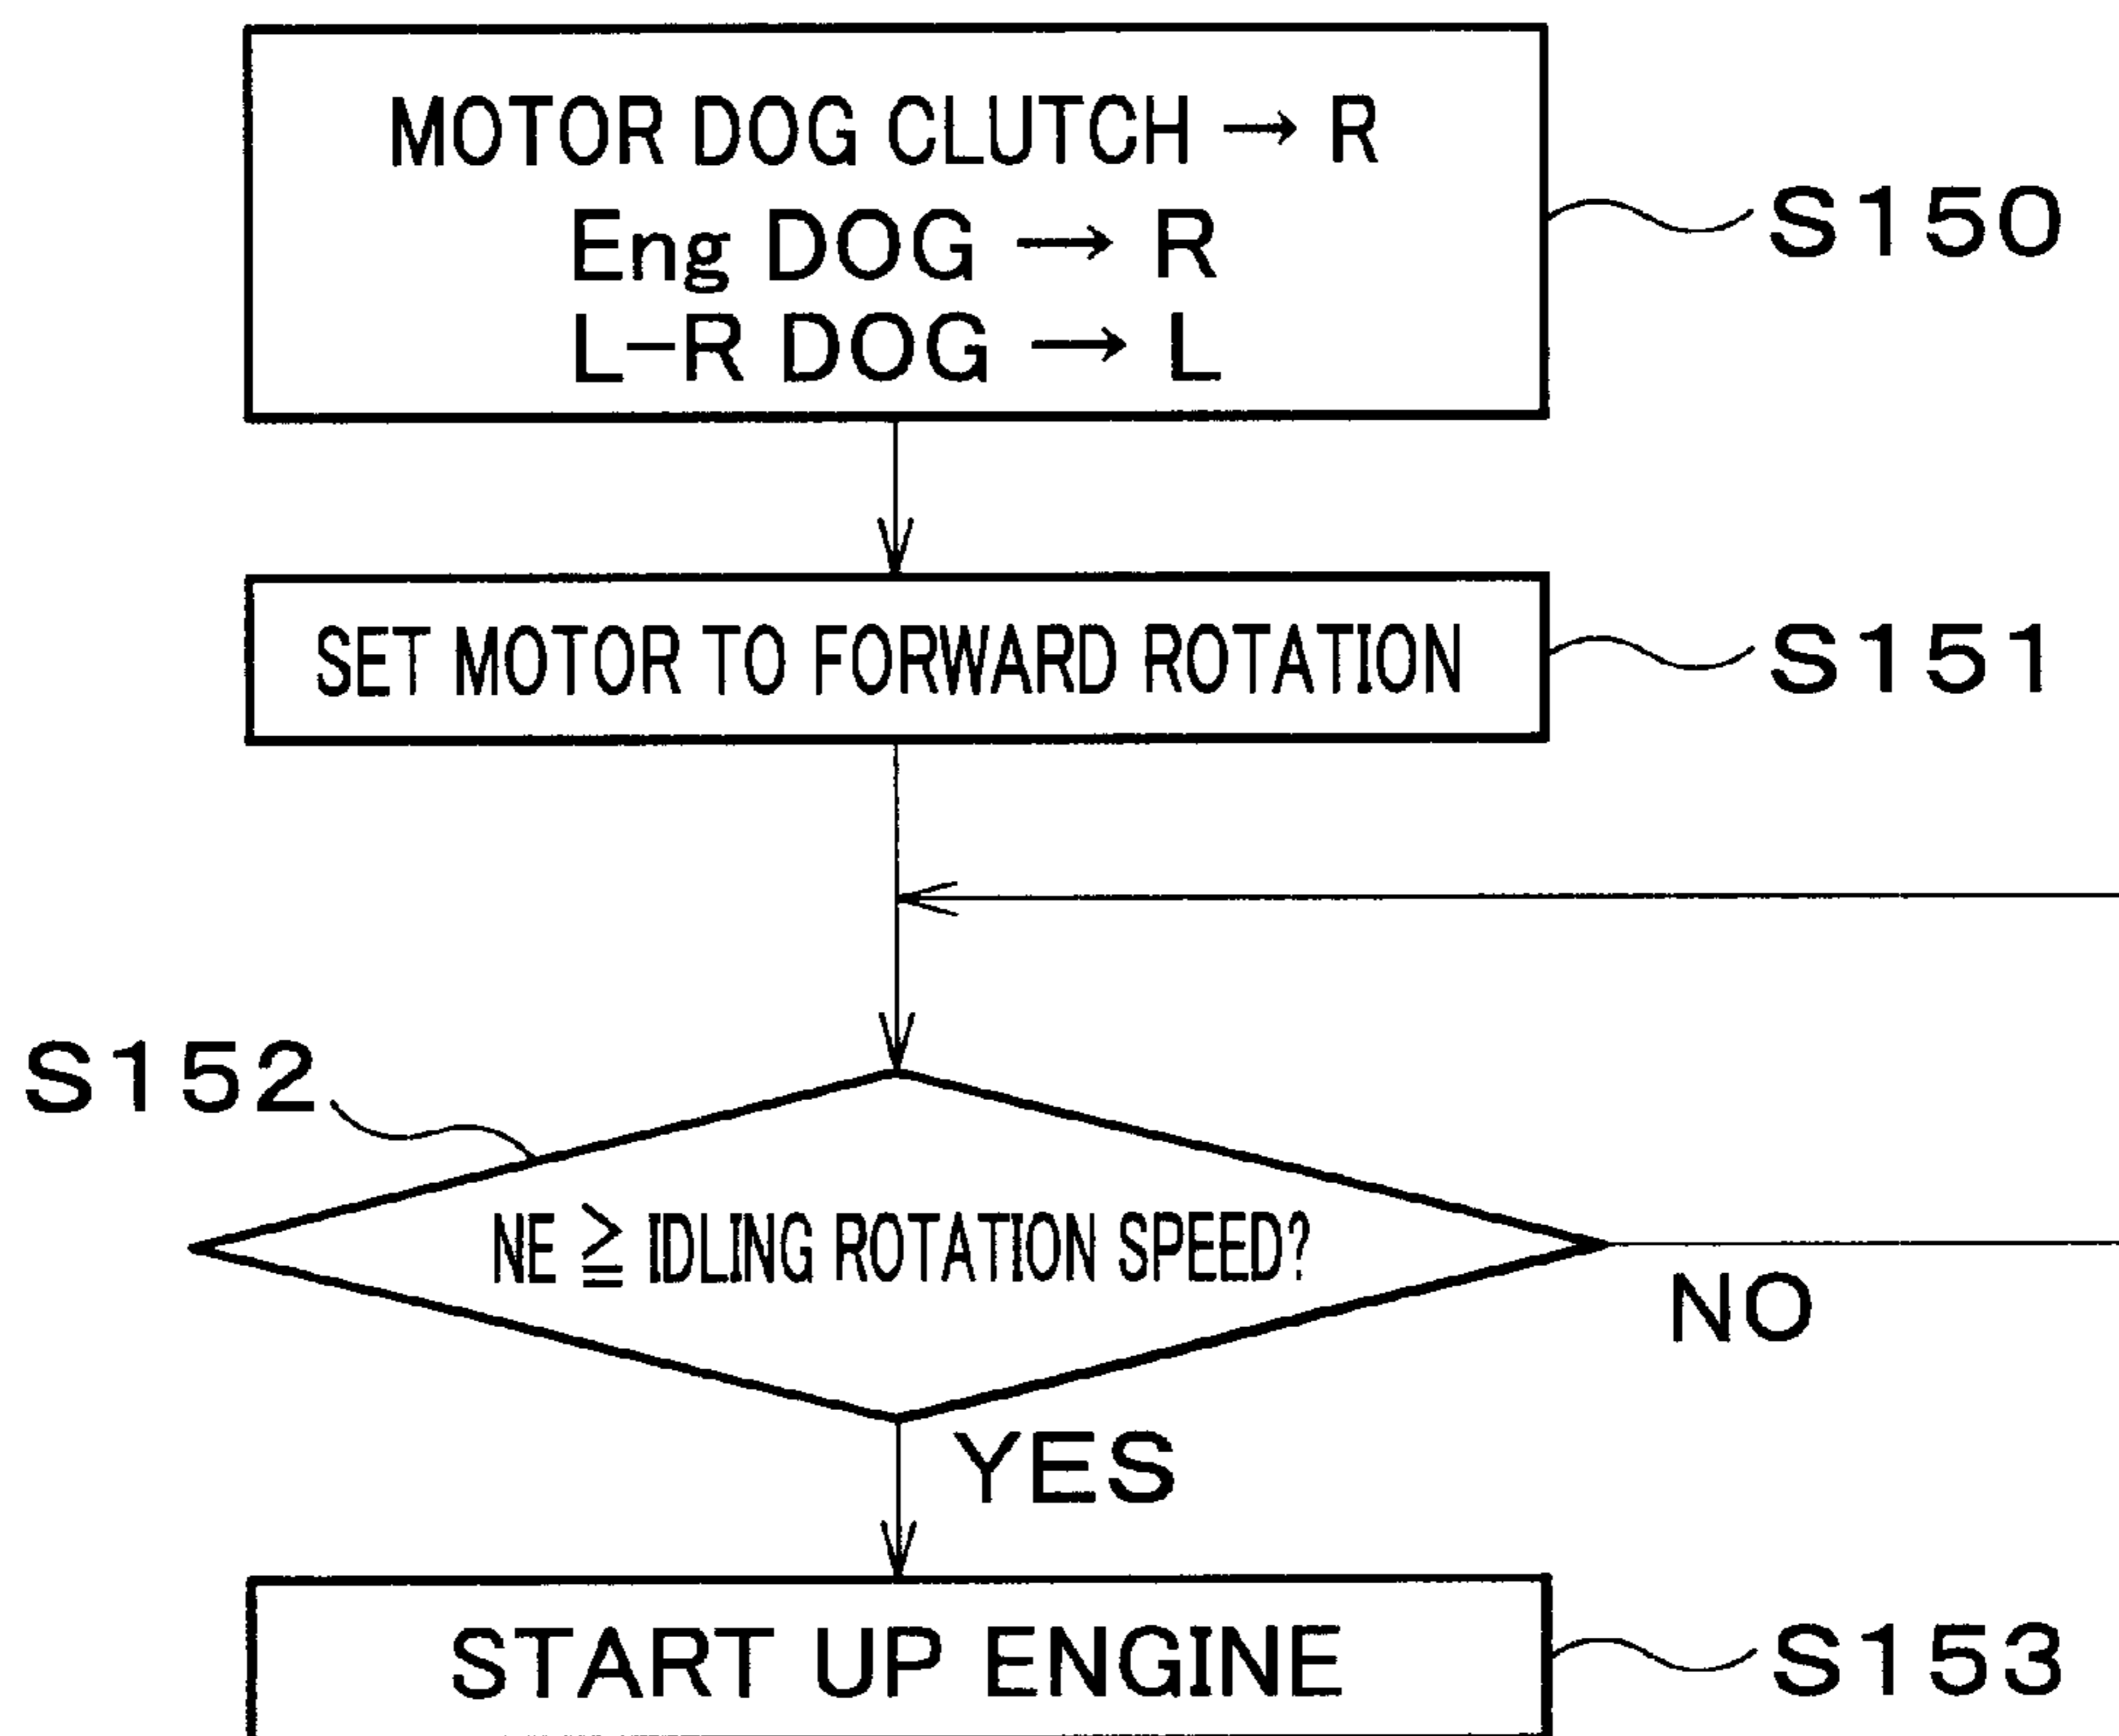 MOTOR DOG CLUTCH → R
Eng DOG → R
L-R DOG → L
S150
SET MOTOR TO FORWARD ROTATION
S151
S152
NE ≧ IDLING ROTATION SPEED?
NO
YES
START UP ENGINE
S153